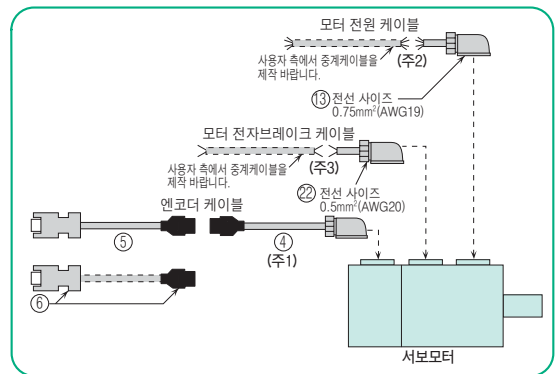 모터 전원 케이블
사용자 측에서 중계케이블을
제작 바랍니다.
(주2)
⑬ 전선 사이즈
0.75mm²(AWG19)
모터 전자브레이크 케이블
사용자 측에서 중계케이블을
제작 바랍니다.
(주3)
㉒ 전선 사이즈
0.5mm²(AWG20)
엔코더 케이블
⑤
④
(주1)
⑥
서보모터